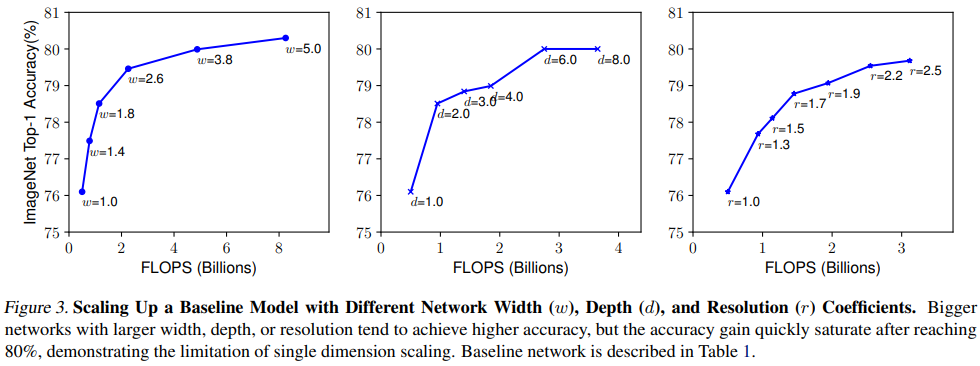 81
80
79
78
77
76
75
ImageNet Top-1 Accuracy(%)
w=1.0
w=1.4
w=1.8
w=2.6
w=3.8
w=5.0
0 2 4 6 8
FLOPS (Billions)
81
80
79
78
77
76
75
d=1.0
d=2.0
d=3.0
d=4.0
d=6.0
d=8.0
0 1 2 3 4
FLOPS (Billions)
81
80
79
78
77
76
75
r=1.0
r=1.3
r=1.5
r=1.7
r=1.9
r=2.2
r=2.5
0 1 2 3
FLOPS (Billions)
Figure 3. Scaling Up a Baseline Model with Different Network Width (w), Depth (d), and Resolution (r) Coefficients. Bigger
networks with larger width, depth, or resolution tend to achieve higher accuracy, but the accuracy gain quickly saturate after reaching
80%, demonstrating the limitation of single dimension scaling. Baseline network is described in Table 1.